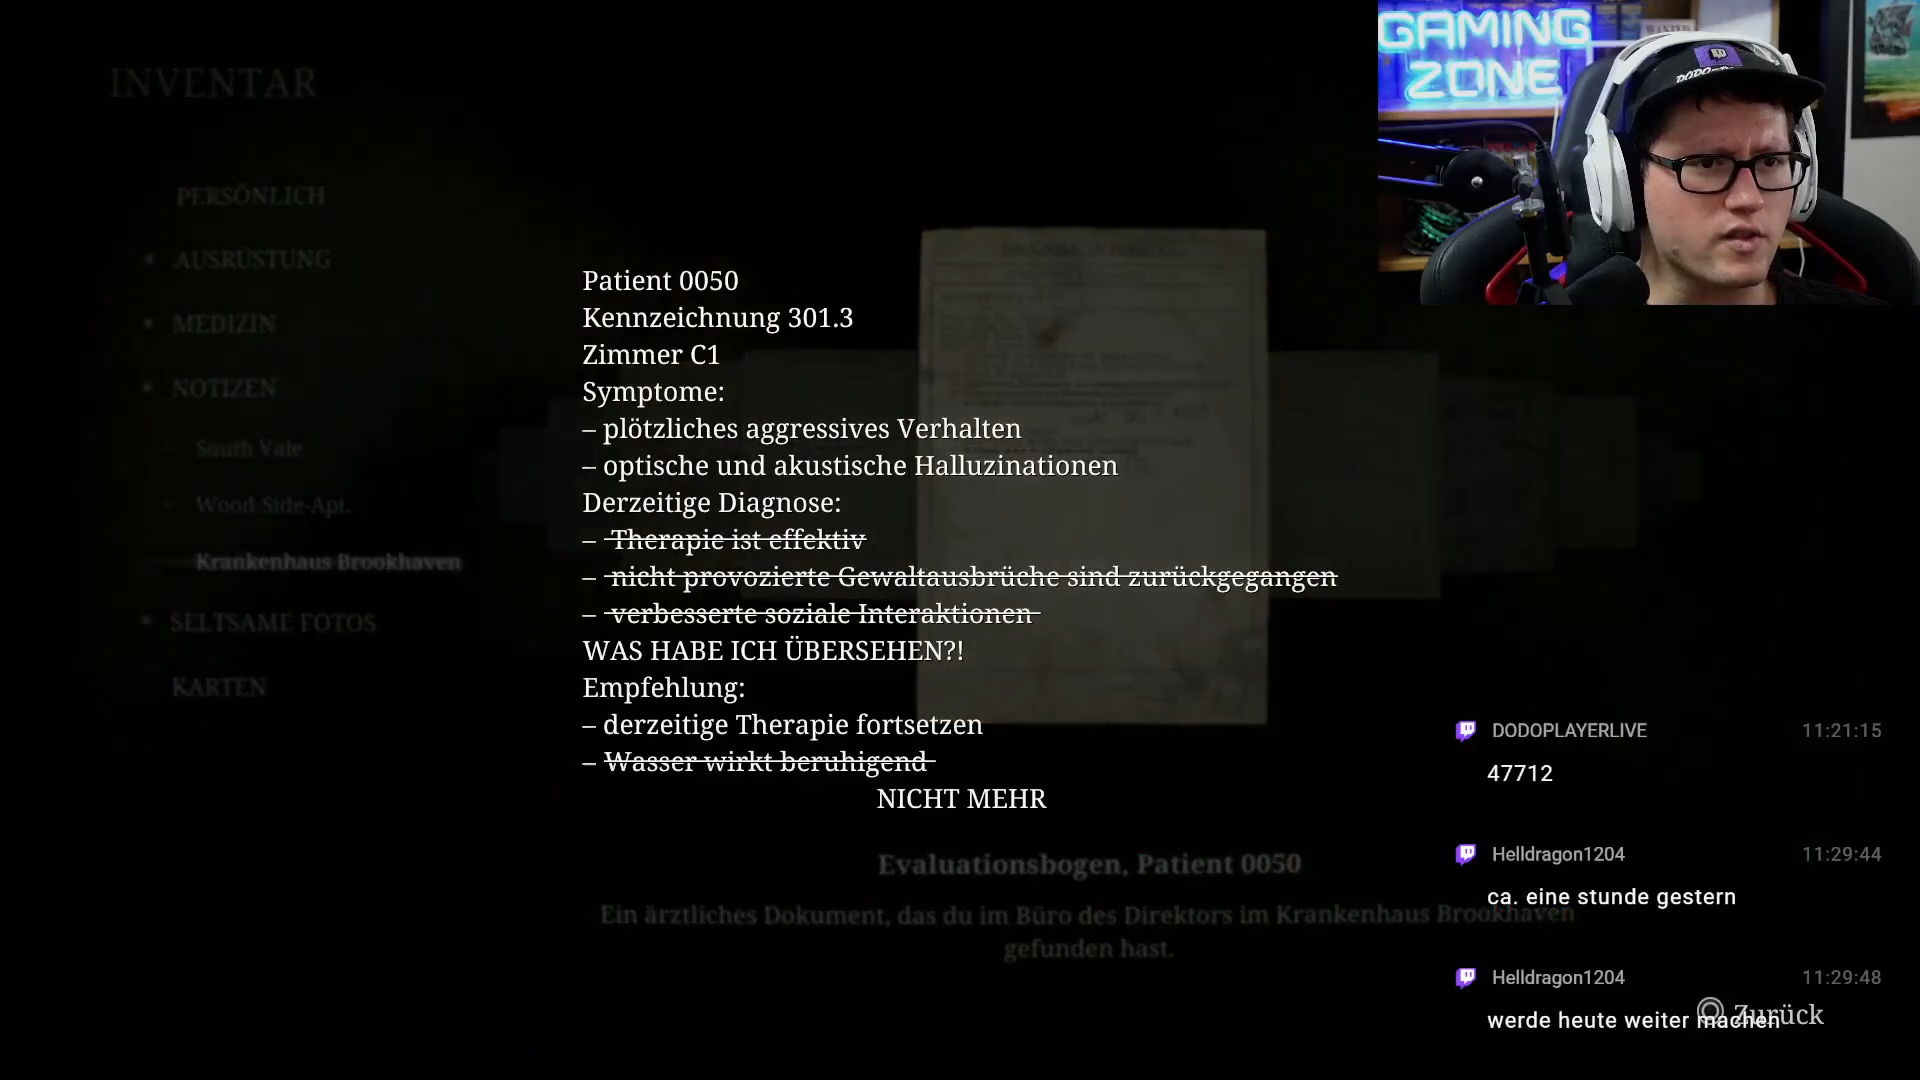 INVENTAR
PERSÖNLICH
AUSRÜSTUNG
MEDIZIN
NOTIZEN
South Vale
Wood-Side-Apt.
Krankenhaus Brookhaven
SELTSAME FOTOS
KARTEN
Patient 0050
Kennzeichnung 301.3
Zimmer C1
Symptome:
– plötzliches aggressives Verhalten
– optische und akustische Halluzinationen
Derzeitige Diagnose:
– Therapie ist effektiv
– nicht provozierte Gewaltausbrüche sind zurückgegangen
– verbesserte soziale Interaktionen
WAS HABE ICH ÜBERSEHEN?!
Empfehlung:
– derzeitige Therapie fortsetzen
– Wasser wirkt beruhigend
NICHT MEHR
Evaluationsbogen, Patient 0050
Ein ärztliches Dokument, das du im Büro des Direktors im Krankenhaus Brookhaven
gefunden hast.
GAMING
ZONE
DODOPLAYERLIVE 11:21:15
47712
Helldragon1204 11:29:44
ca. eine stunde gestern
Helldragon1204 11:29:48
werde heute weiter machen
Zurück